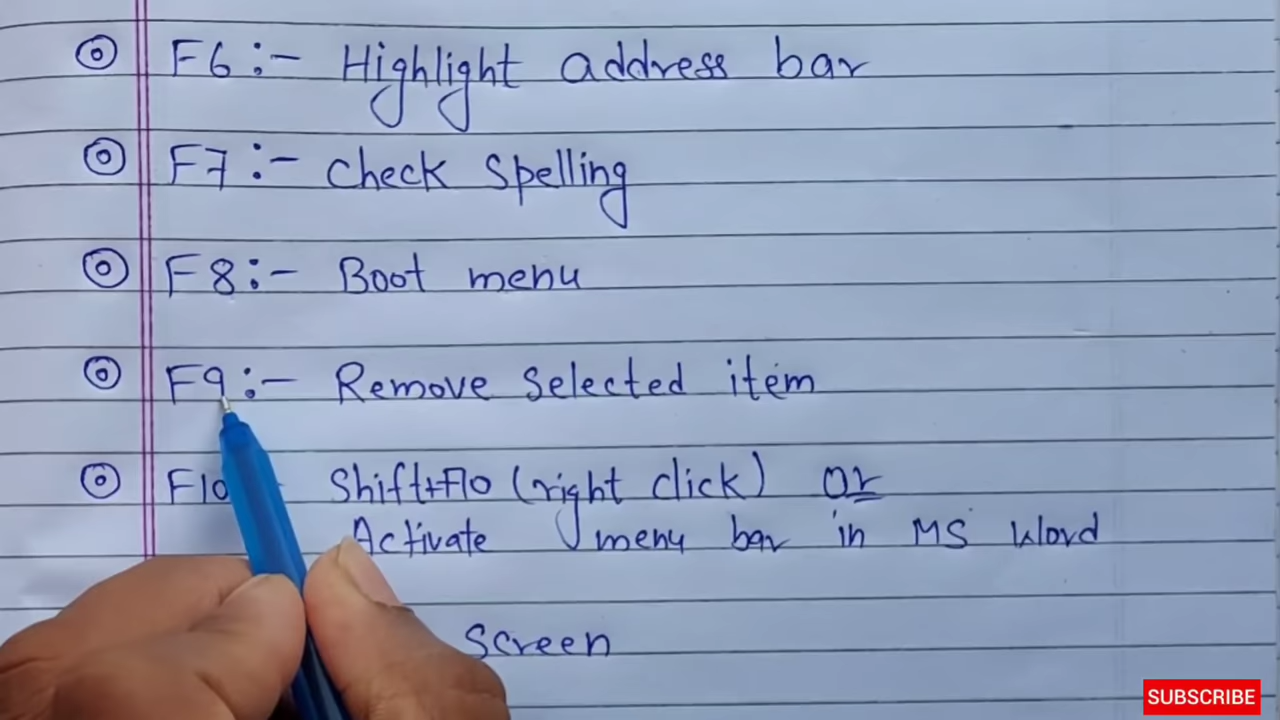 F6:- Highlight address bar
F7:- check spelling
F8:- Boot menu
F9:- Remove selected item
F10 :- Shift+F10 (right click) Or
Activate menu bar in MS Word
Screen
SUBSCRIBE